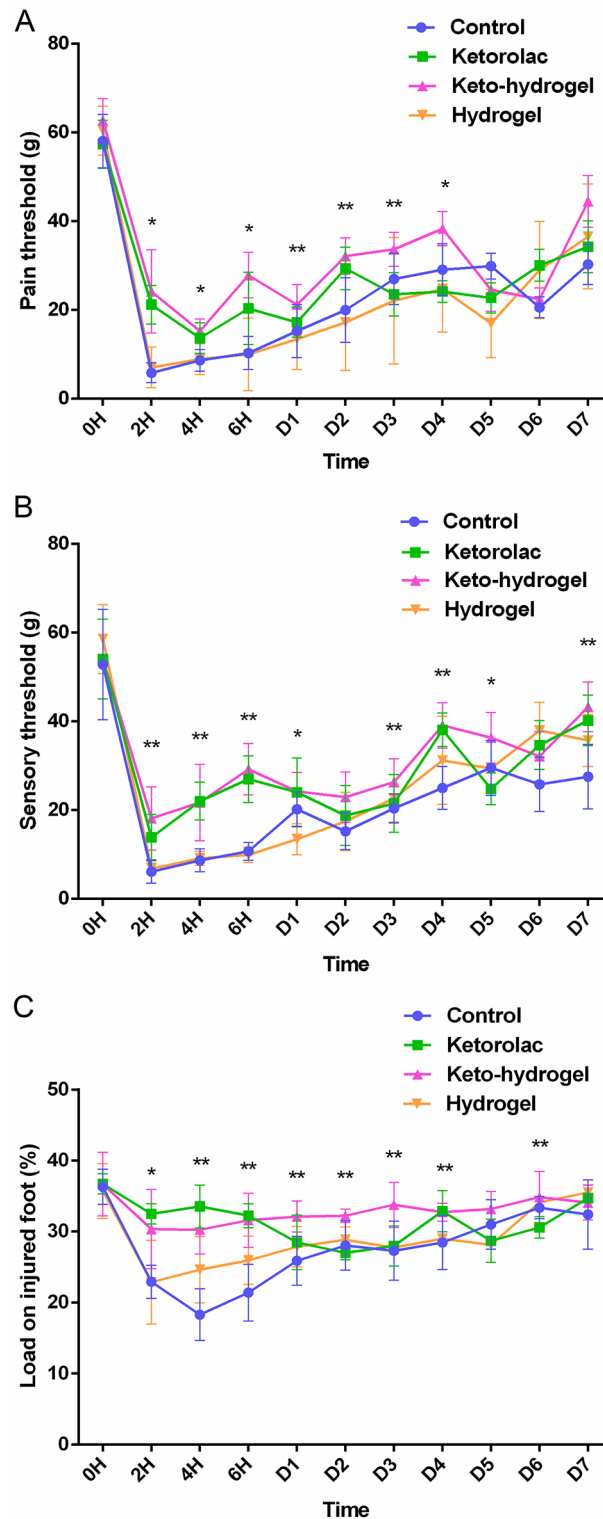 A
Control
Ketorolac
Keto-hydrogel
Hydrogel
Pain threshold (g)
80
60
40
20
0
* * * ** ** ** *
0H 2H 4H 6H D1 D2 D3 D4 D5 D6 D7
Time
B
Control
Ketorolac
Keto-hydrogel
Hydrogel
Sensory threshold (g)
80
60
40
20
0
** ** ** * ** ** * **
0H 2H 4H 6H D1 D2 D3 D4 D5 D6 D7
Time
C
Control
Ketorolac
Keto-hydrogel
Hydrogel
Load on injured foot (%)
50
40
30
20
10
0
* ** ** ** ** ** ** **
0H 2H 4H 6H D1 D2 D3 D4 D5 D6 D7
Time